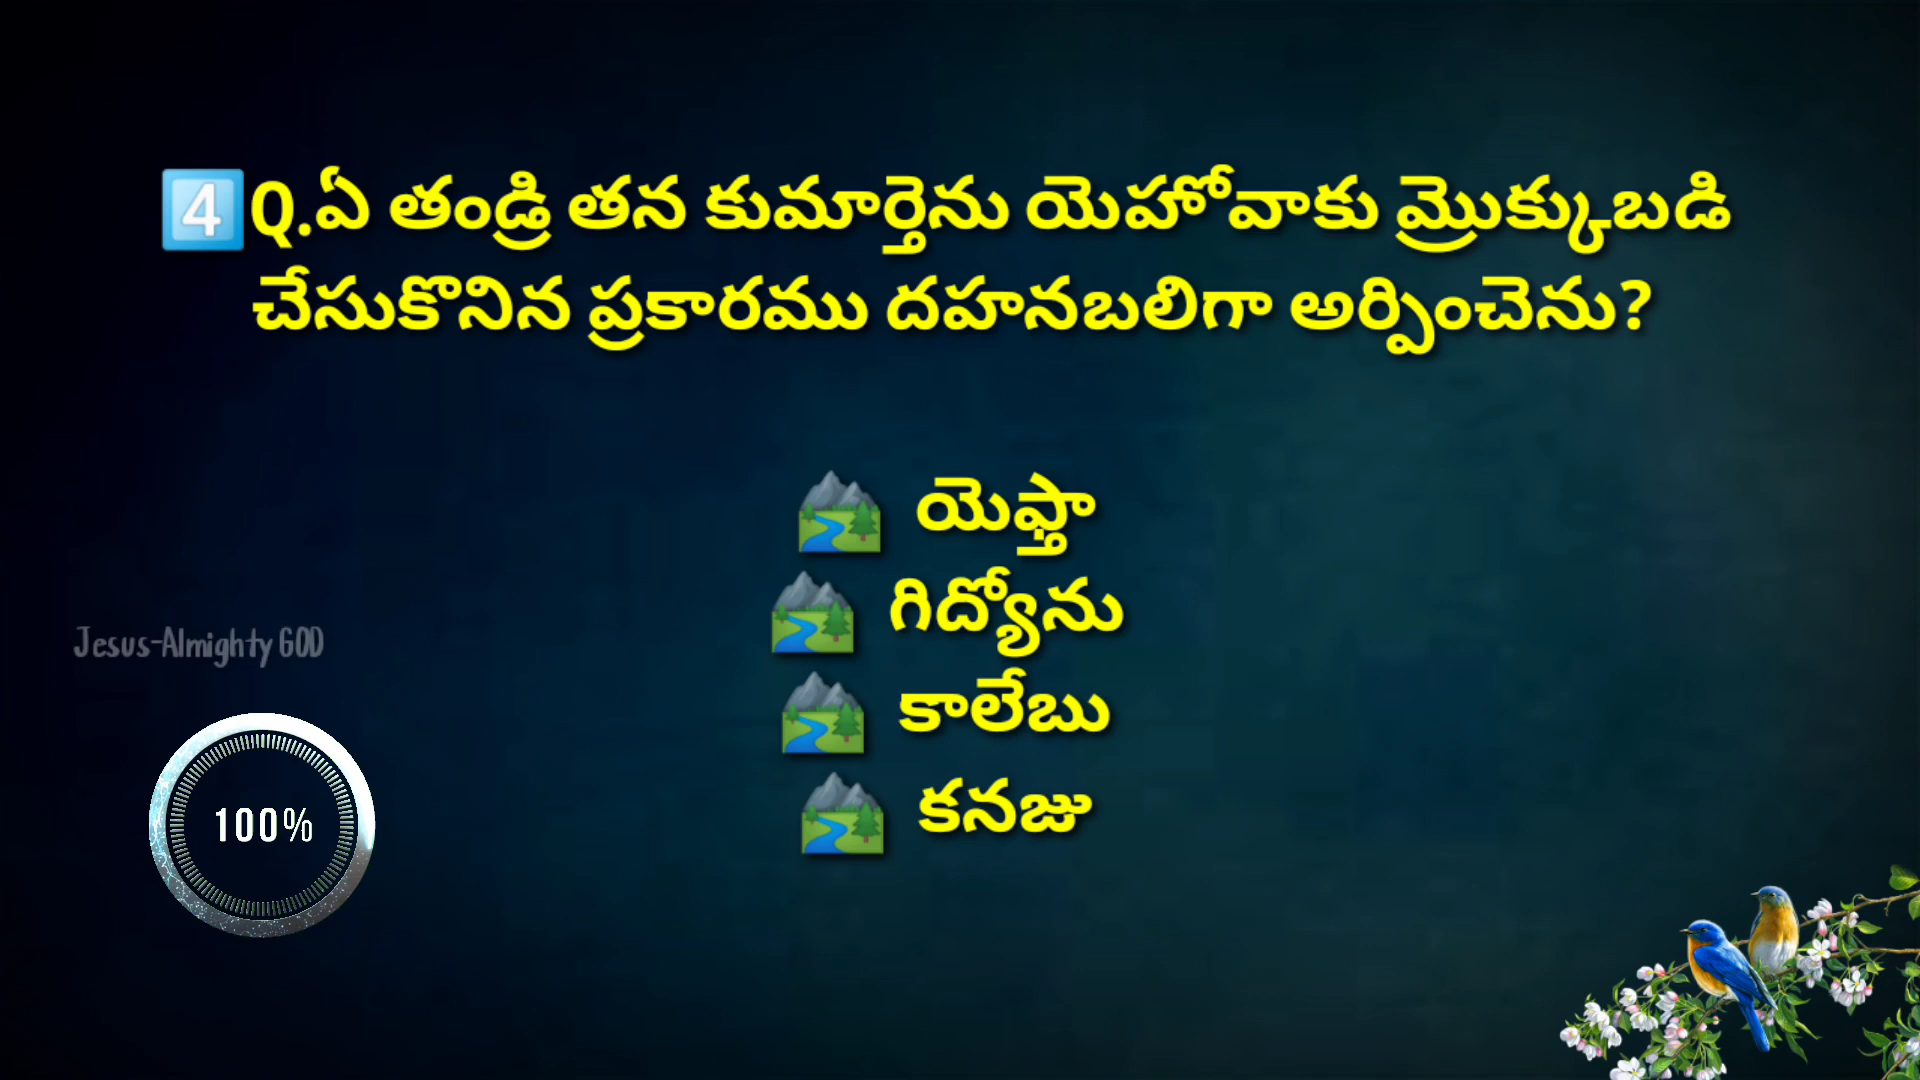 4️⃣Q.ఏ తండ్రి తన కుమార్తెను యెహోవాకు మ్రొక్కుబడి
చేసుకొనిన ప్రకారము దహనబలిగా అర్పించెను?
🏞️ యెఫ్తా
🏞️ గిద్యోను
🏞️ కాలేబు
🏞️ కనజు
Jesus-Almighty GOD
100%